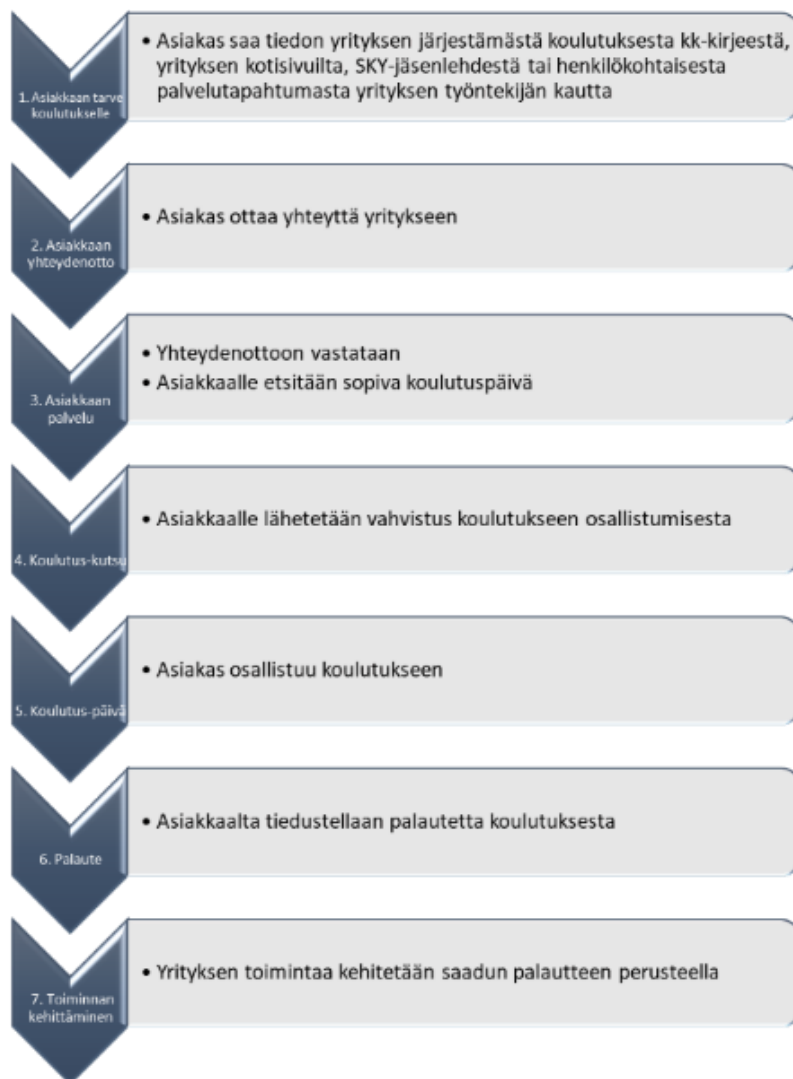 1. Asiakkaan tarve
koulutukselle
• Asiakas saa tiedon yrityksen järjestämästä koulutuksesta kk-kirjeestä,
yrityksen kotisivuilta, SKY-jäsenlehdestä tai henkilökohtaisesta
palvelutapahtumasta yrityksen työntekijän kautta
2. Asiakkaan
yhteydenotto
• Asiakas ottaa yhteyttä yritykseen
3. Asiakkaan
palvelu
• Yhteydenottoon vastataan
• Asiakkaalle etsitään sopiva koulutuspäivä
4. Koulutus-kutsu
• Asiakkaalle lähetetään vahvistus koulutukseen osallistumisesta
5. Koulutus-päivä
• Asiakas osallistuu koulutukseen
6. Palaute
• Asiakkaalta tiedustellaan palautetta koulutuksesta
7. Toiminnan
kehittäminen
• Yrityksen toimintaa kehitetään saadun palautteen perusteella